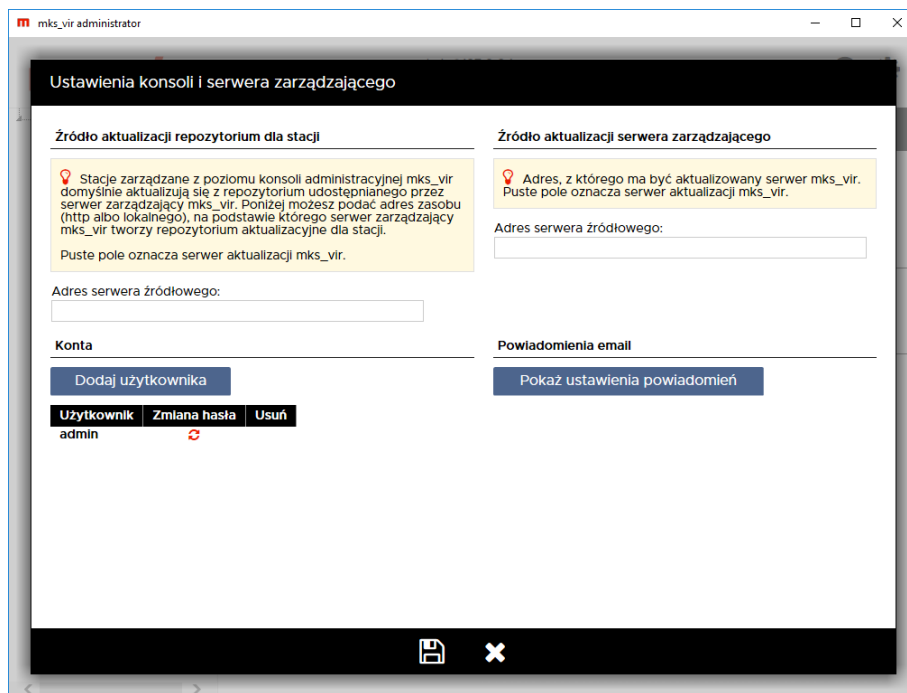 mks_vir administrator
Ustawienia konsoli i serwera zarządzającego
Źródło aktualizacji repozytorium dla stacji
Stacje zarządzane z poziomu konsoli administracyjnej mks_vir
domyślnie aktualizują się z repozytorium udostępnianego przez
serwer zarządzający mks_vir. Poniżej możesz podać adres zasobu
(http albo lokalnego), na podstawie którego serwer zarządzający
mks_vir tworzy repozytorium aktualizacyjne dla stacji.
Puste pole oznacza serwer aktualizacji mks_vir.
Adres serwera źródłowego:
Źródło aktualizacji serwera zarządzającego
Adres, z którego ma być aktualizowany serwer mks_vir.
Puste pole oznacza serwer aktualizacji mks_vir.
Adres serwera źródłowego:
Konta
Dodaj użytkownika
Użytkownik Zmiana hasła Usuń
admin
Powiadomienia email
Pokaż ustawienia powiadomień